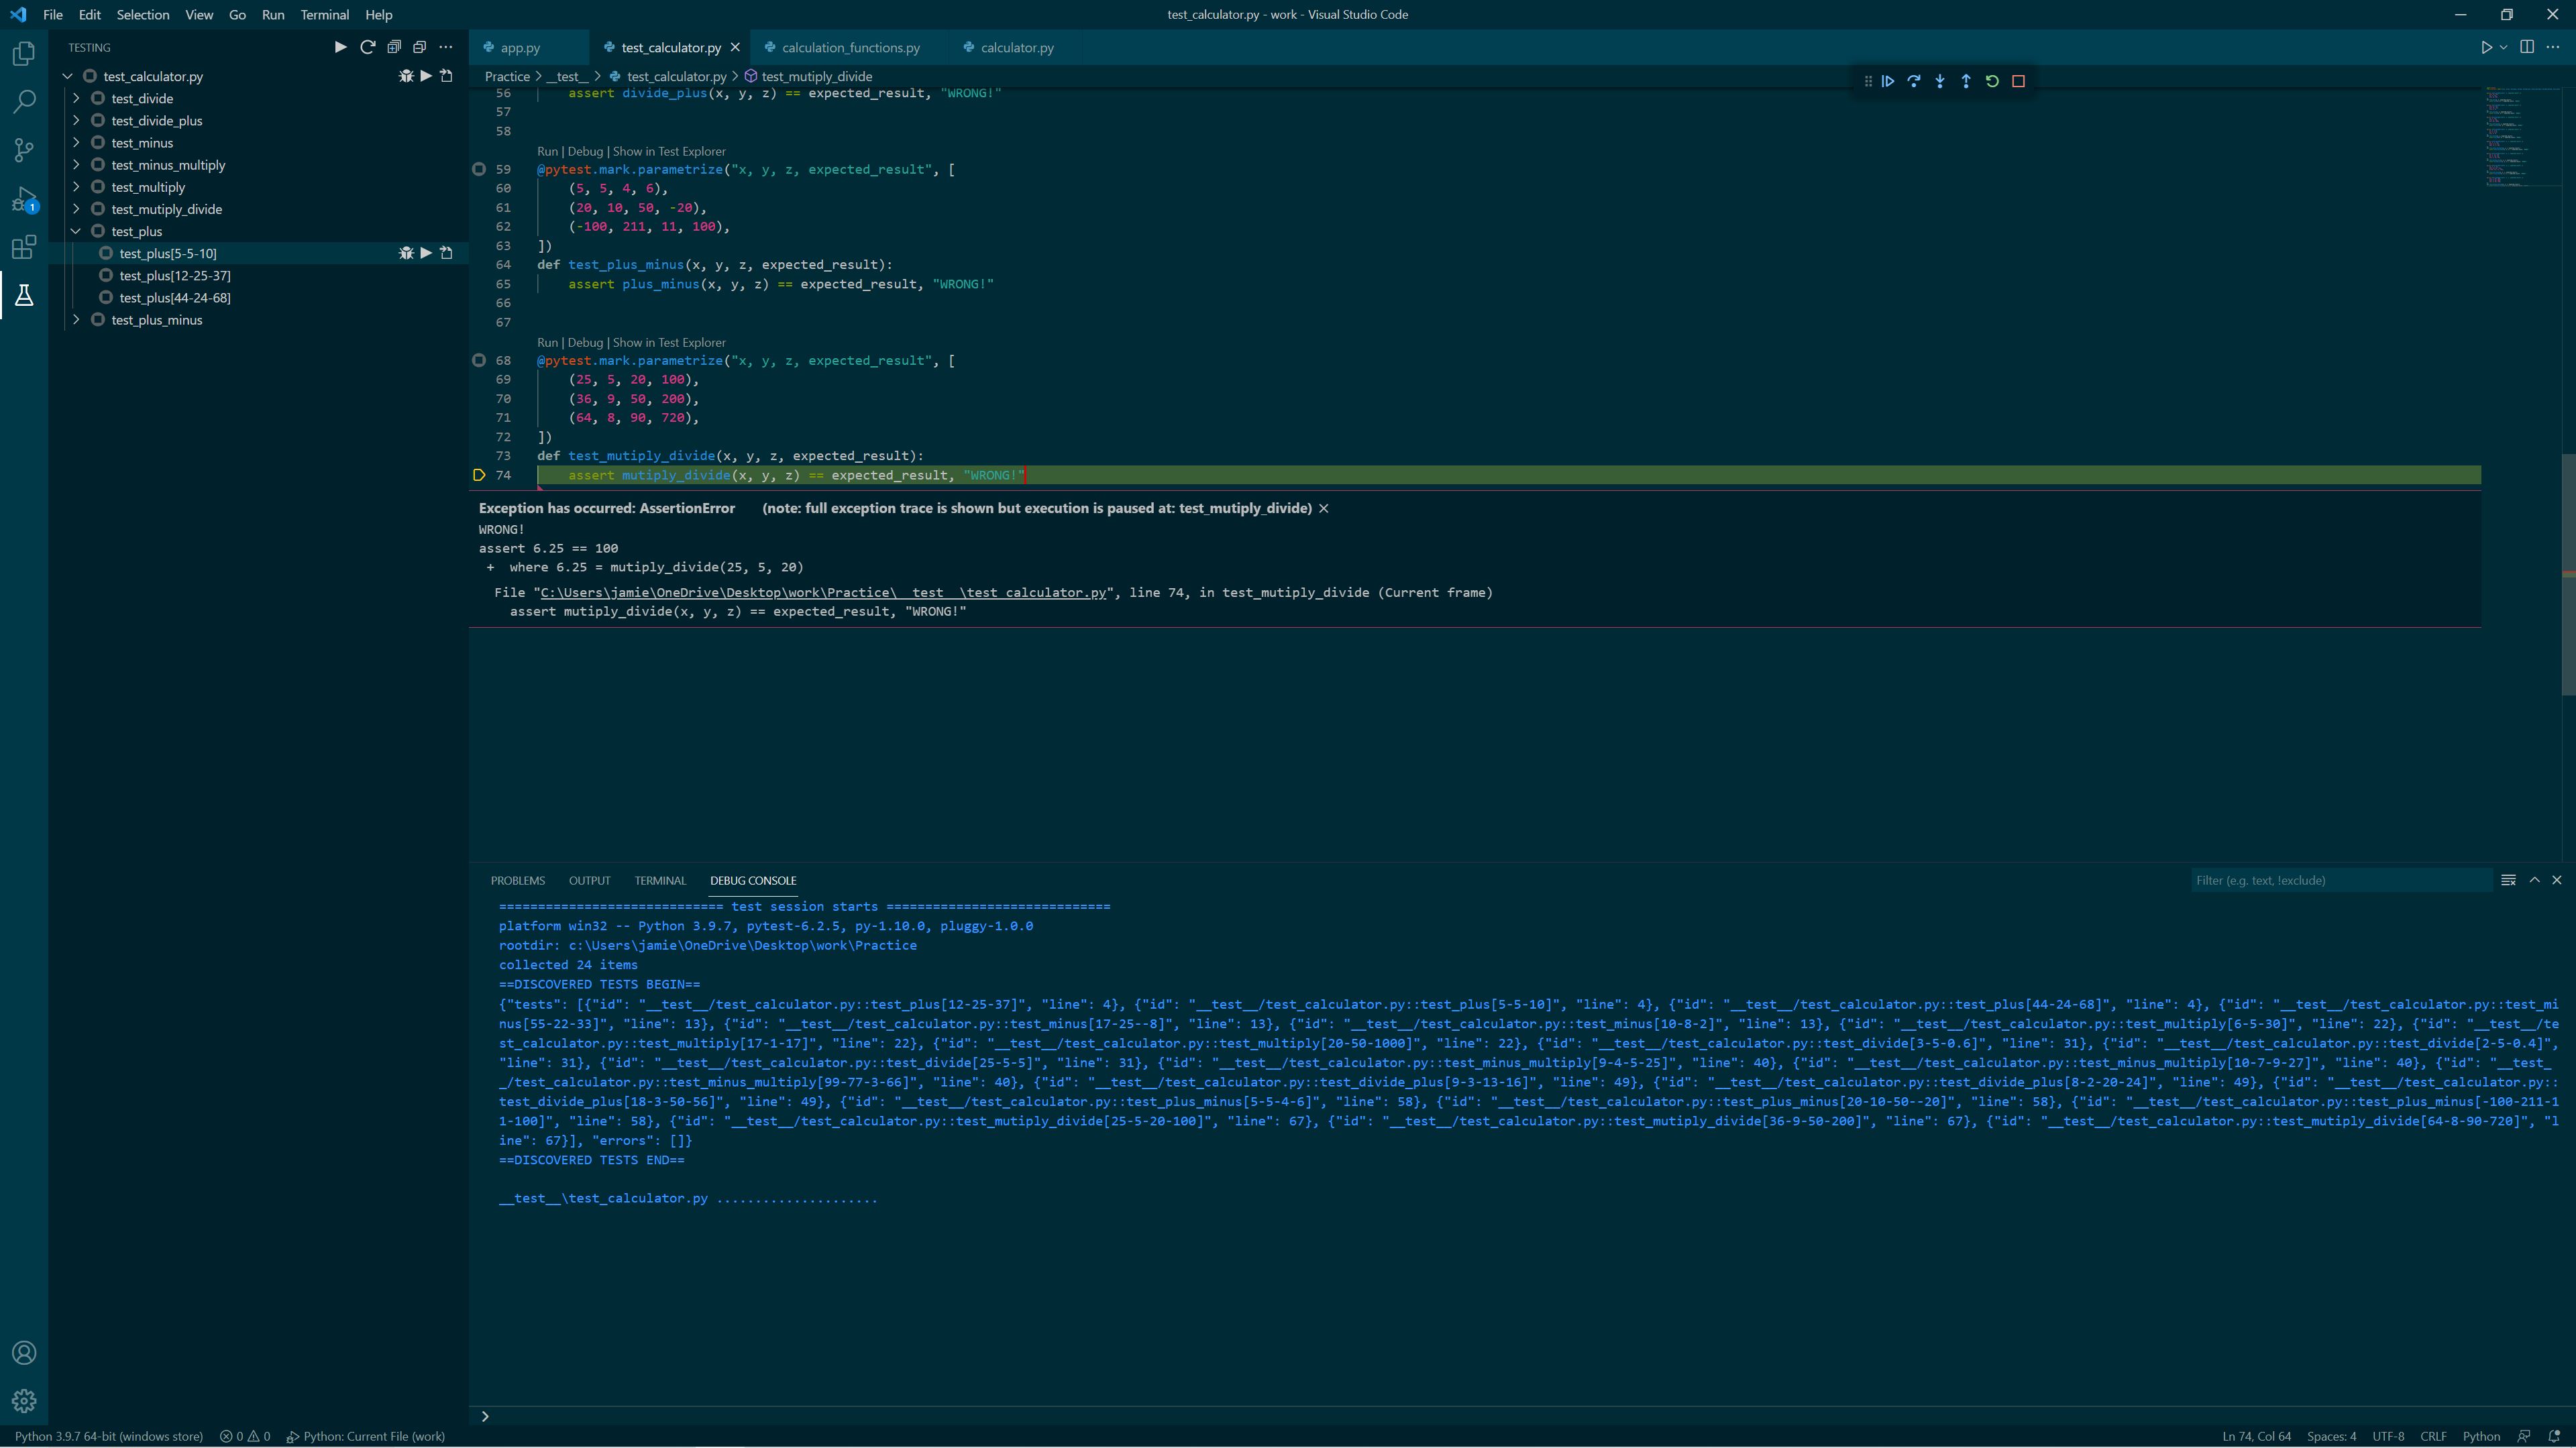 File Edit Selection View Go Run Terminal Help
test_calculator.py - work - Visual Studio Code
TESTING
test_calculator.py
test_divide
test_divide_plus
test_minus
test_minus_multiply
test_multiply
test_mutiply_divide
test_plus
test_plus[5-5-10]
test_plus[12-25-37]
test_plus[44-24-68]
test_plus_minus
1
app.py test_calculator.py calculation_functions.py calculator.py
Practice > __test__ > test_calculator.py > test_mutiply_divide
56 assert divide_plus(x, y, z) == expected_result, "WRONG!"
57
58
Run | Debug | Show in Test Explorer
59 @pytest.mark.parametrize("x, y, z, expected_result", [
60 (5, 5, 4, 6),
61 (20, 10, 50, -20),
62 (-100, 211, 11, 100),
63 ])
64 def test_plus_minus(x, y, z, expected_result):
65 assert plus_minus(x, y, z) == expected_result, "WRONG!"
66
67
Run | Debug | Show in Test Explorer
68 @pytest.mark.parametrize("x, y, z, expected_result", [
69 (25, 5, 20, 100),
70 (36, 9, 50, 200),
71 (64, 8, 90, 720),
72 ])
73 def test_mutiply_divide(x, y, z, expected_result):
74 assert mutiply_divide(x, y, z) == expected_result, "WRONG!"
Exception has occurred: AssertionError (note: full exception trace is shown but execution is paused at: test_mutiply_divide)
WRONG!
assert 6.25 == 100
+ where 6.25 = mutiply_divide(25, 5, 20)
File "C:\Users\jamie\OneDrive\Desktop\work\Practice\__test__\test_calculator.py", line 74, in test_mutiply_divide (Current frame)
assert mutiply_divide(x, y, z) == expected_result, "WRONG!"
PROBLEMS OUTPUT TERMINAL DEBUG CONSOLE
Filter (e.g. text, !exclude)
============================= test session starts =============================
platform win32 -- Python 3.9.7, pytest-6.2.5, py-1.10.0, pluggy-1.0.0
rootdir: c:\Users\jamie\OneDrive\Desktop\work\Practice
collected 24 items
==DISCOVERED TESTS BEGIN==
{"tests": [{"id": "__test__/test_calculator.py::test_plus[12-25-37]", "line": 4}, {"id": "__test__/test_calculator.py::test_plus[5-5-10]", "line": 4}, {"id": "__test__/test_calculator.py::test_plus[44-24-68]", "line": 4}, {"id": "__test__/test_calculator.py::test_mi
nus[55-22-33]", "line": 13}, {"id": "__test__/test_calculator.py::test_minus[17-25--8]", "line": 13}, {"id": "__test__/test_calculator.py::test_minus[10-8-2]", "line": 13}, {"id": "__test__/test_calculator.py::test_multiply[6-5-30]", "line": 22}, {"id": "__test__/te
st_calculator.py::test_multiply[17-1-17]", "line": 22}, {"id": "__test__/test_calculator.py::test_multiply[20-50-1000]", "line": 22}, {"id": "__test__/test_calculator.py::test_divide[3-5-0.6]", "line": 31}, {"id": "__test__/test_calculator.py::test_divide[2-5-0.4]",
"line": 31}, {"id": "__test__/test_calculator.py::test_divide[25-5-5]", "line": 31}, {"id": "__test__/test_calculator.py::test_minus_multiply[9-4-5-25]", "line": 40}, {"id": "__test__/test_calculator.py::test_minus_multiply[10-7-9-27]", "line": 40}, {"id": "__test_
_/test_calculator.py::test_minus_multiply[99-77-3-66]", "line": 40}, {"id": "__test__/test_calculator.py::test_divide_plus[9-3-13-16]", "line": 49}, {"id": "__test__/test_calculator.py::test_divide_plus[8-2-20-24]", "line": 49}, {"id": "__test__/test_calculator.py::
test_divide_plus[18-3-50-56]", "line": 49}, {"id": "__test__/test_calculator.py::test_plus_minus[5-5-4-6]", "line": 58}, {"id": "__test__/test_calculator.py::test_plus_minus[20-10-50--20]", "line": 58}, {"id": "__test__/test_calculator.py::test_plus_minus[-100-211-1
1-100]", "line": 58}, {"id": "__test__/test_calculator.py::test_mutiply_divide[25-5-20-100]", "line": 67}, {"id": "__test__/test_calculator.py::test_mutiply_divide[36-9-50-200]", "line": 67}, {"id": "__test__/test_calculator.py::test_mutiply_divide[64-8-90-720]", "l
ine": 67}], "errors": []}
==DISCOVERED TESTS END==
__test__\test_calculator.py .....................
Python 3.9.7 64-bit (windows store) 0 0 Python: Current File (work)
Ln 74, Col 64 Spaces: 4 UTF-8 CRLF Python